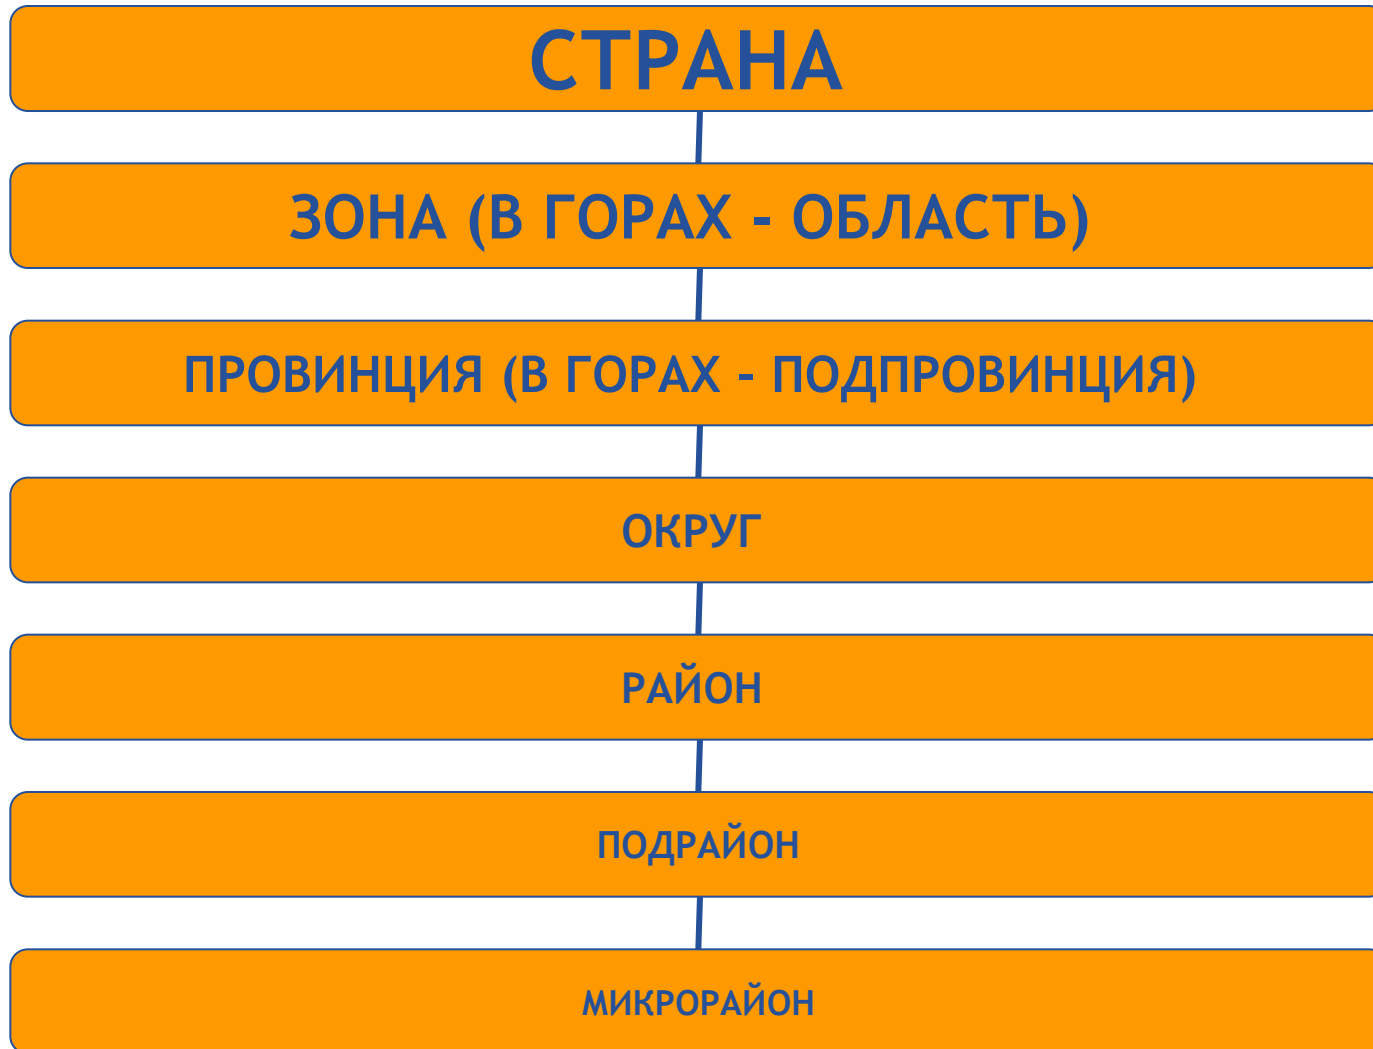 СТРАНА
ЗОНА (В ГОРАХ - ОБЛАСТЬ)
ПРОВИНЦИЯ (В ГОРАХ - ПОДПРОВИНЦИЯ)
ОКРУГ
РАЙОН
ПОДРАЙОН
МИКРОРАЙОН